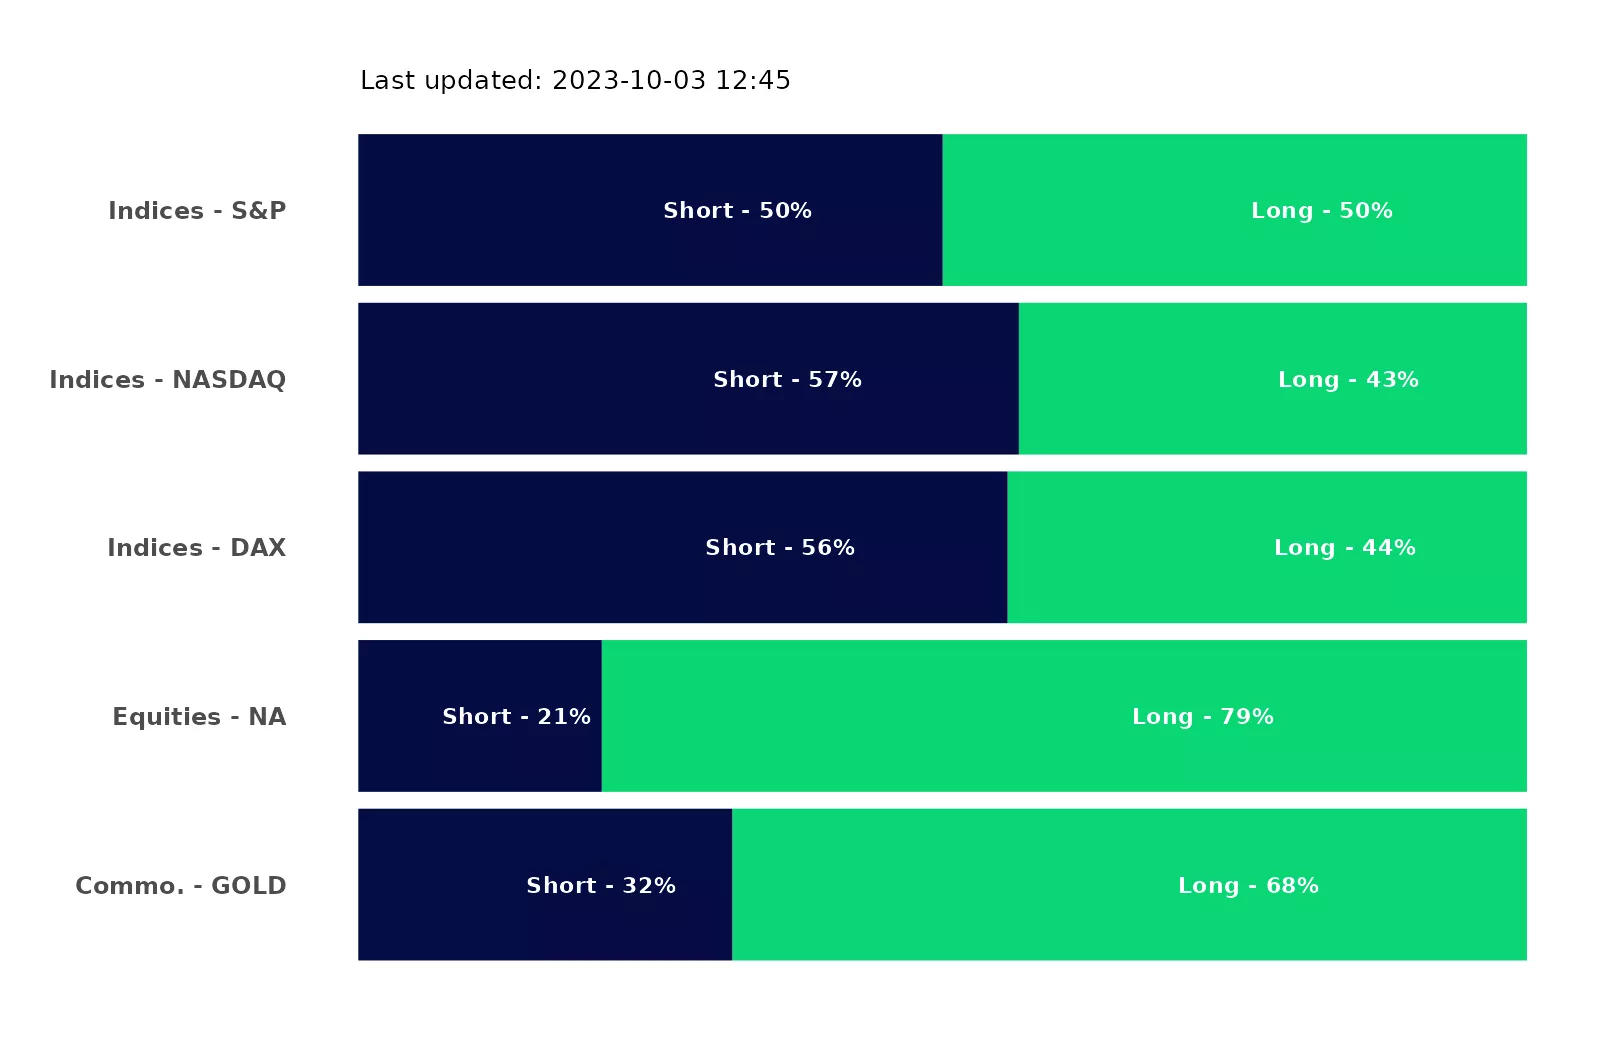 Last updated: 2023-10-03 12:45
Indices - S&P Short - 50% Long - 50%
Indices - NASDAQ Short - 57% Long - 43%
Indices - DAX Short - 56% Long - 44%
Equities - NA Short - 21% Long - 79%
Commo. - GOLD Short - 32% Long - 68%